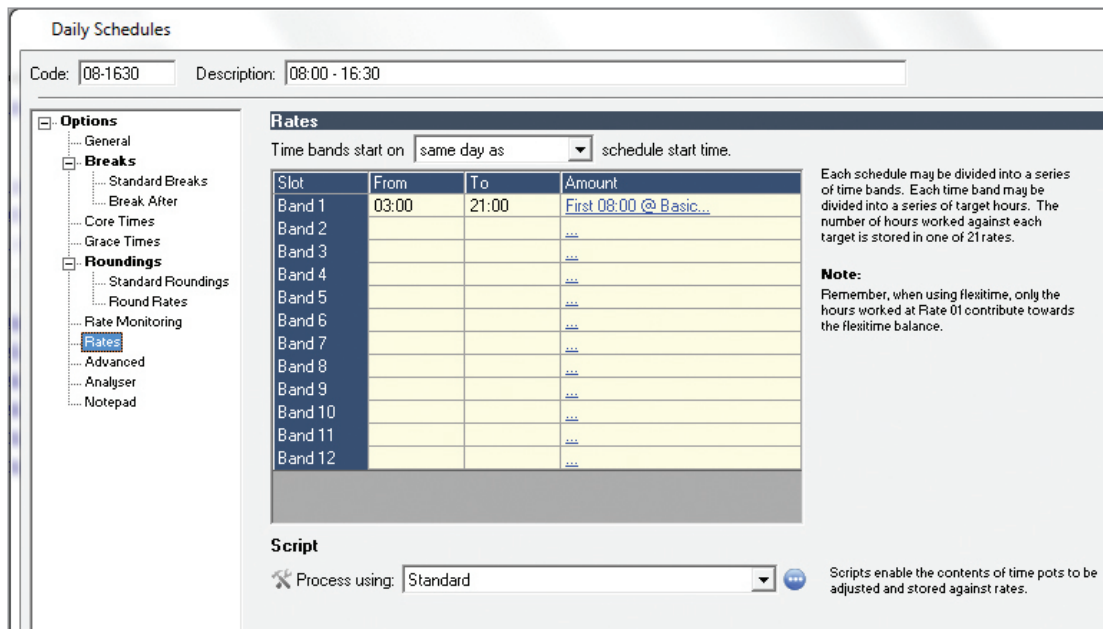 Daily Schedules
Code: 08-1630 Description: 08:00 - 16:30
Options
General
Breaks
Standard Breaks
Break After
Core Times
Grace Times
Roundings
Standard Roundings
Round Rates
Rate Monitoring
Rates
Advanced
Analyser
Notepad
Rates
Time bands start on same day as schedule start time.
Slot From To Amount
Band 1 03:00 21:00 First 08:00 @ Basic...
Band 2 ...
Band 3 ...
Band 4 ...
Band 5 ...
Band 6 ...
Band 7 ...
Band 8 ...
Band 9 ...
Band 10 ...
Band 11 ...
Band 12 ...
Each schedule may be divided into a series
of time bands. Each time band may be
divided into a series of target hours. The
number of hours worked against each
target is stored in one of 21 rates.
Note:
Remember, when using flexitime, only the
hours worked at Rate 01 contribute towards
the flexitime balance.
Script
Process using: Standard
Scripts enable the contents of time pots to be
adjusted and stored against rates.